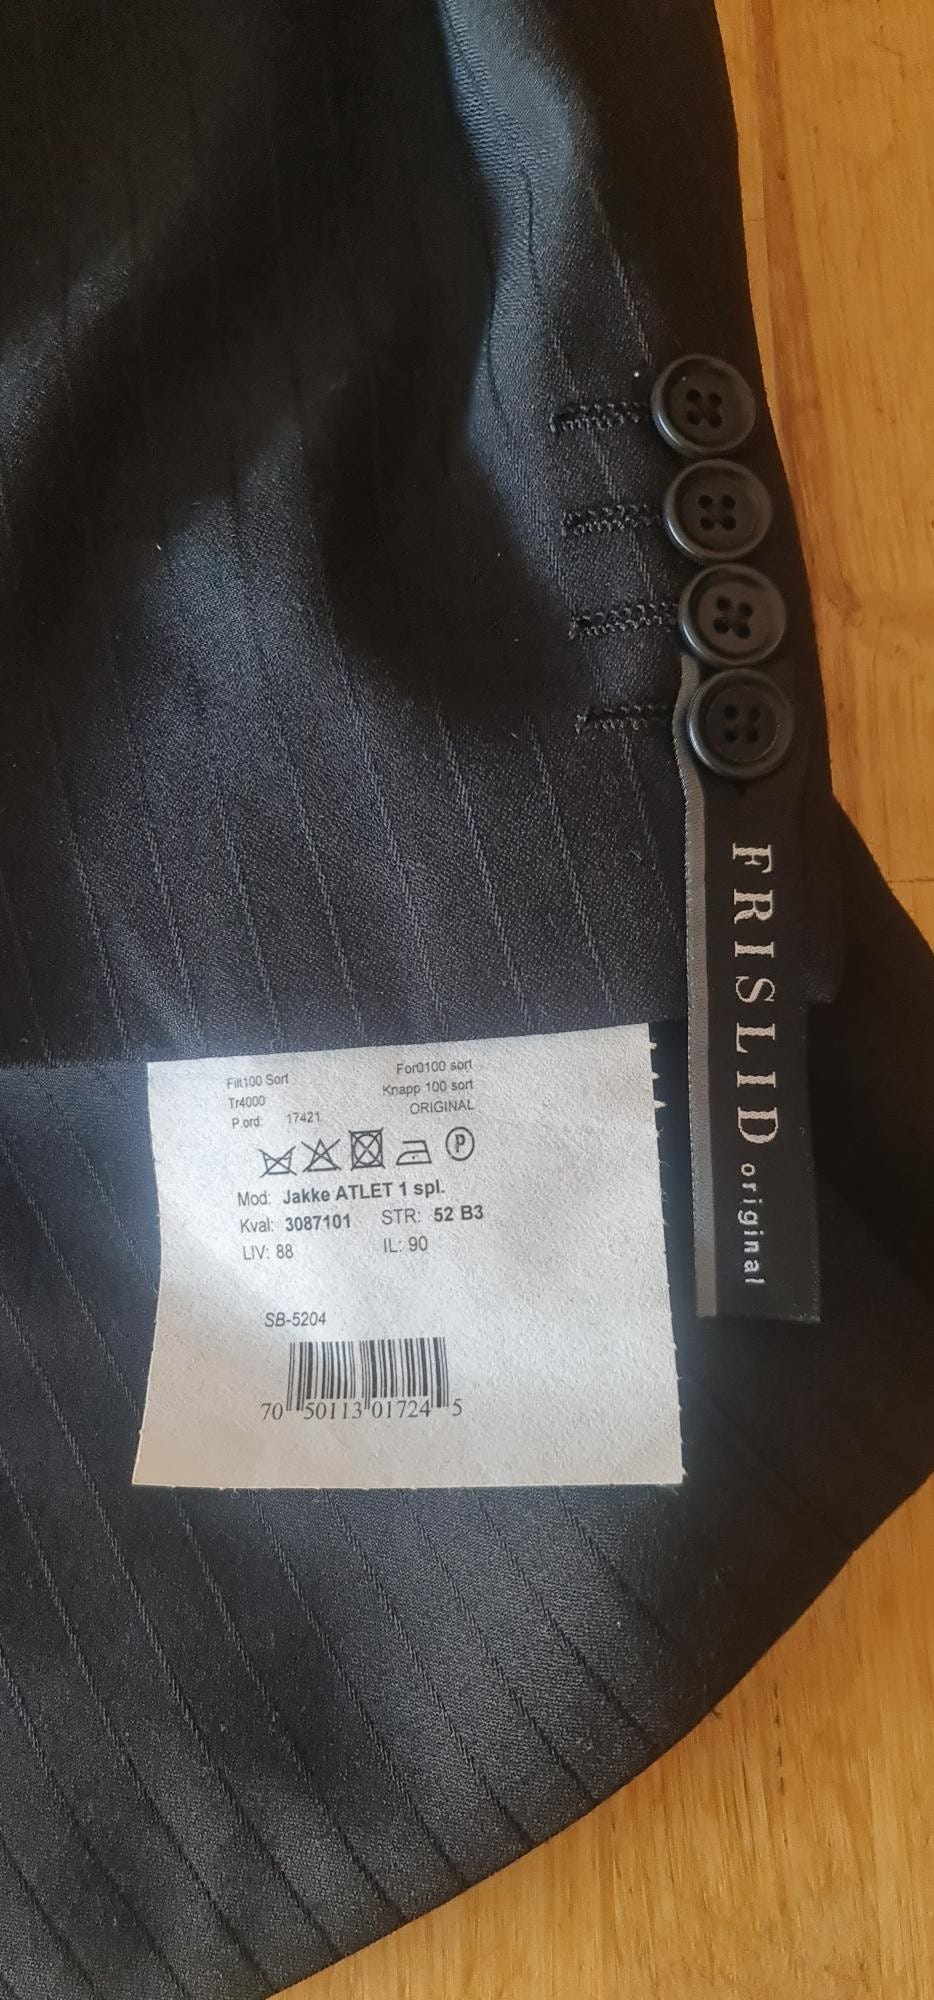 FRISLID original
Filt100 Sort For0100 sort
Tr4000 Knapp 100 sort
P.ord: 17421 ORIGINAL
P
Mod: Jakke ATLET 1 spl.
Kval: 3087101 STR: 52 B3
LIV: 88 IL: 90
SB-5204
70 50113 01724 5